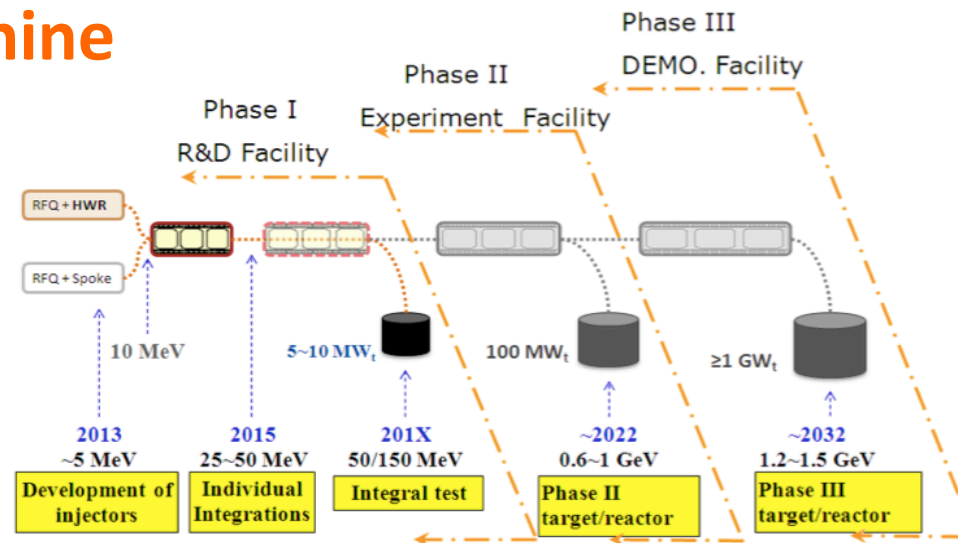 hine
Phase III
DEMO. Facility
Phase II
Experiment Facility
Phase I
R&D Facility
RFQ + HWR
RFQ + Spoke
10 MeV
5~10 MWt
100 MWt
≥1 GWt
2013
~5 MeV
Development of
injectors
2015
25~50 MeV
Individual
Integrations
201X
50/150 MeV
Integral test
~2022
0.6~1 GeV
Phase II
target/reactor
~2032
1.2~1.5 GeV
Phase III
target/reactor